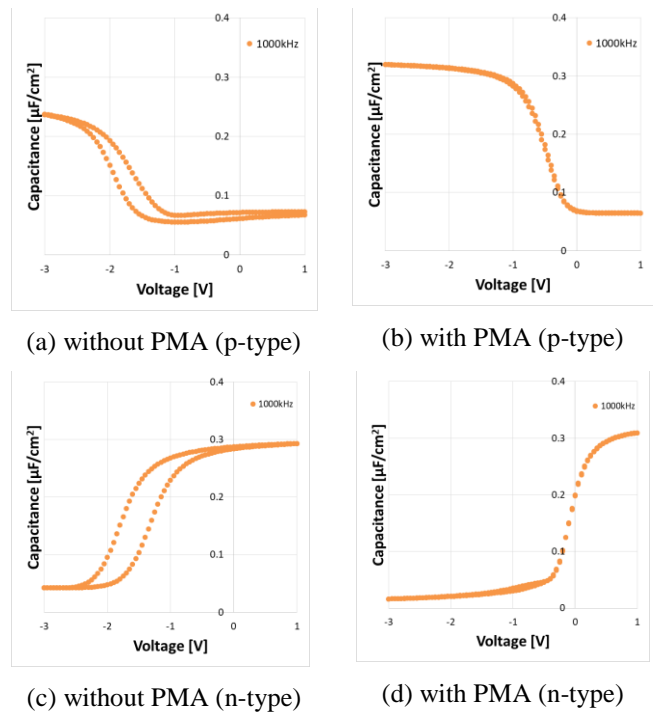 0.4
1000kHz
0.3
0.2
0.1
0
-3
-2
-1
0
1
Capacitance [µF/cm²]
Voltage [V]
(a) without PMA (p-type)
0.4
1000kHz
0.3
0.2
0.1
0
-3
-2
-1
0
1
Capacitance [µF/cm²]
Voltage [V]
(b) with PMA (p-type)
0.4
1000kHz
0.3
0.2
0.1
0
-3
-2
-1
0
1
Capacitance [µF/cm²]
Voltage [V]
(c) without PMA (n-type)
0.4
1000kHz
0.3
0.2
0.1
0
-3
-2
-1
0
1
Capacitance [µF/cm²]
Voltage [V]
(d) with PMA (n-type)